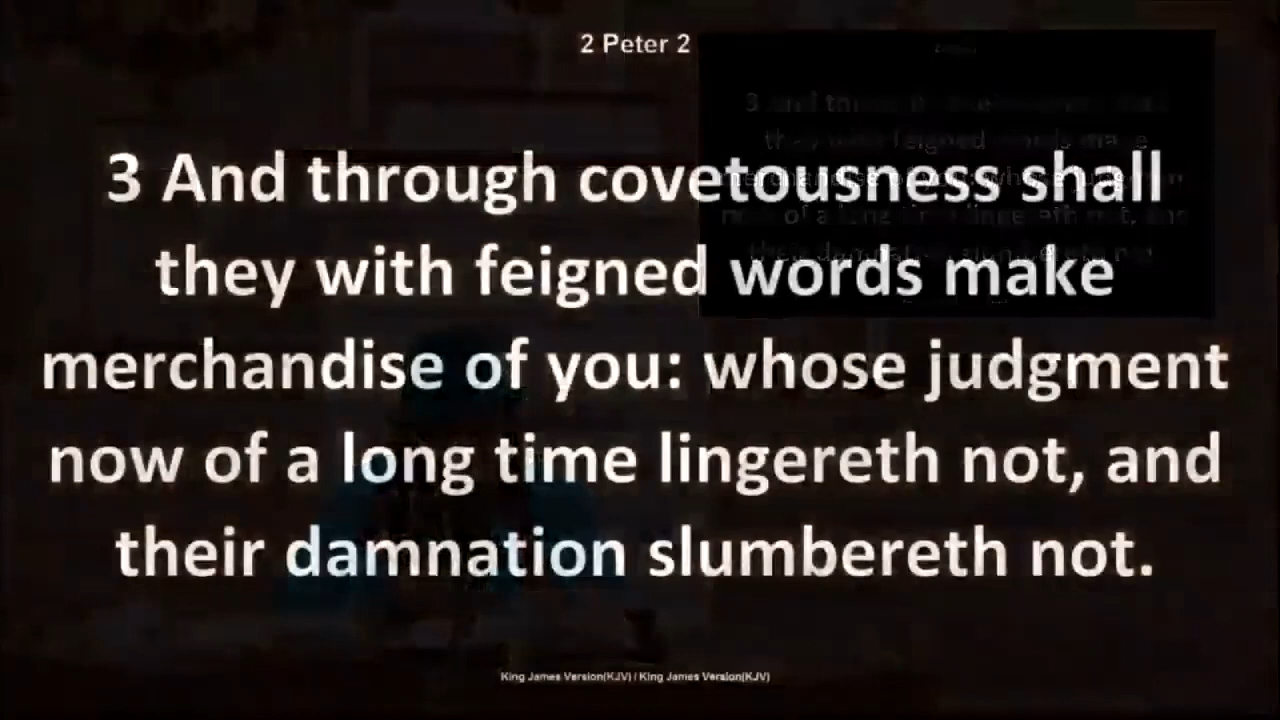 2 Peter 2
3 And through covetousness shall
they with feigned words make
merchandise of you: whose judgment
now of a long time lingereth not, and
their damnation slumbereth not.
King James Version(KJV) / King James Version(KJV)